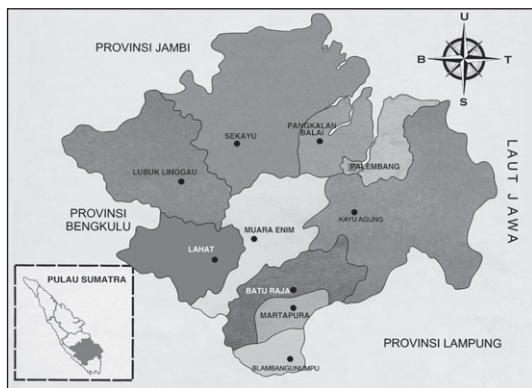 U
B T
S
PROVINSI JAMBI
SEKAYU
PANGKALAN
BALAI
PALEMBANG
LUBUK LINGGAU
LAUT JAWA
KAYU AGUNG
PROVINSI
BENGKULU
MUARA ENIM
LAHAT
PULAU SUMATRA
BATU RAJA
MARTAPURA
PROVINSI LAMPUNG
BLAMBANGUNUMPU